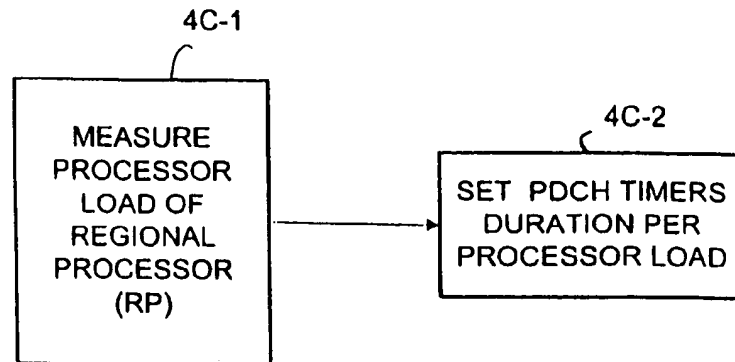 4C-1
MEASURE
PROCESSOR
LOAD OF
REGIONAL
PROCESSOR
(RP)
4C-2
SET PDCH TIMERS
DURATION PER
PROCESSOR LOAD